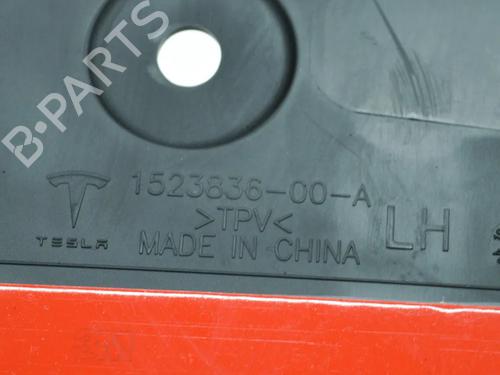 B·PARTS
1523836-00-A
>TPV<
LH
TESLA
MADE IN CHINA